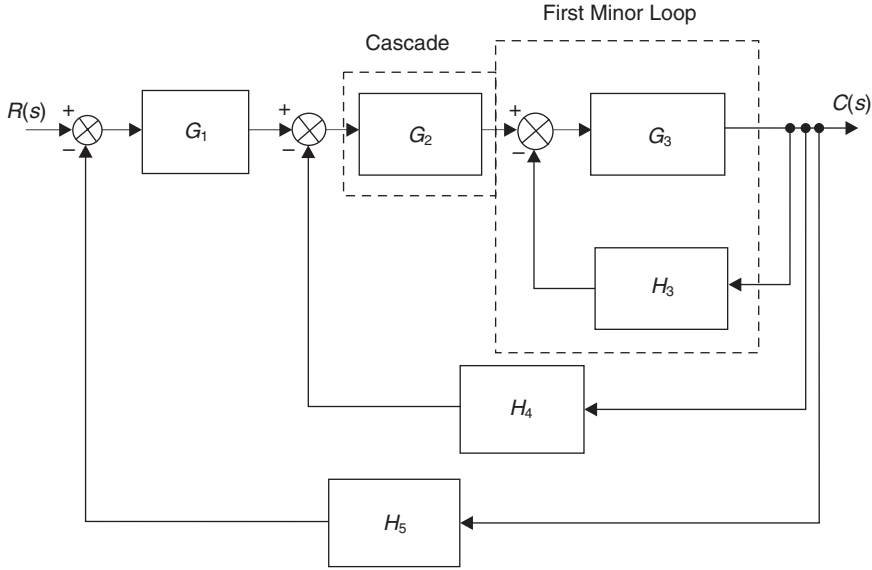 First Minor Loop
Cascade
R(s)
C(s)
+
−
G₁
+
−
G₂
+
−
G₃
H₃
H₄
H₅